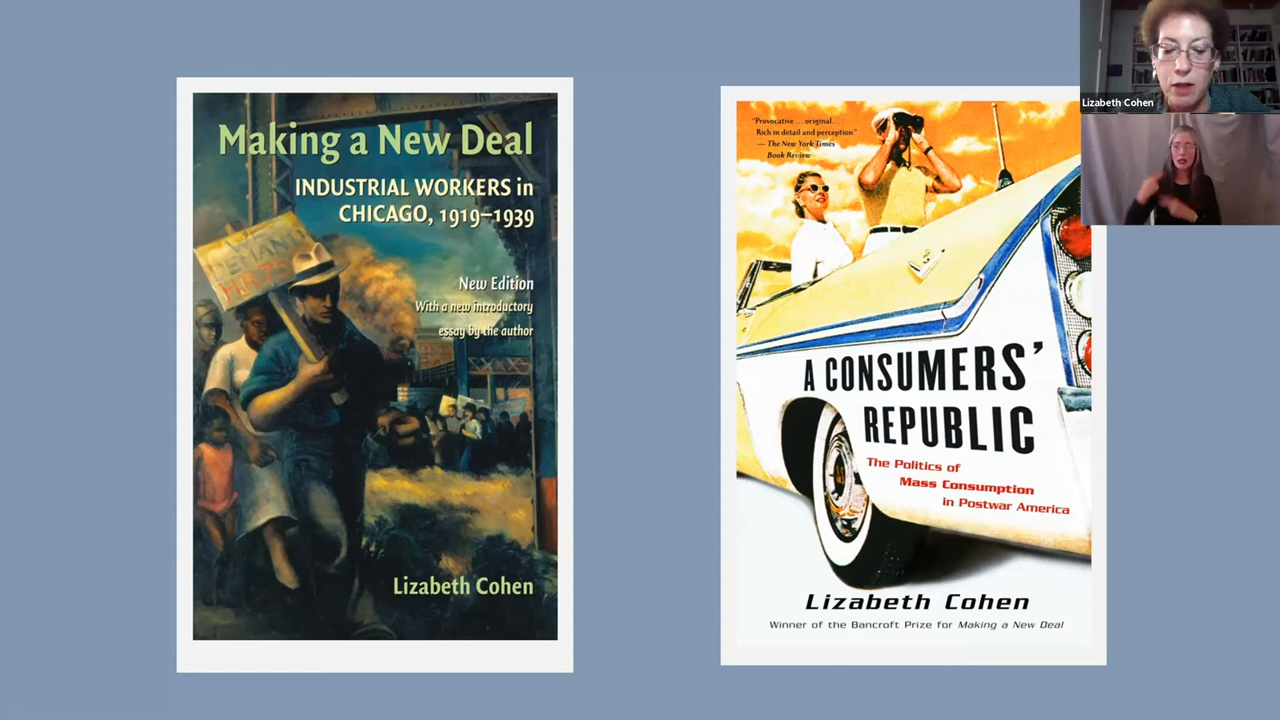 Making a New Deal
INDUSTRIAL WORKERS in
CHICAGO, 1919–1939
DEMAND
New Edition
With a new introductory
essay by the author
Lizabeth Cohen
"Provocative . . . original. . . .
Rich in detail and perception"
— The New York Times
Book Review
A CONSUMERS'
REPUBLIC
The Politics of
Mass Consumption
in Postwar America
Lizabeth Cohen
Winner of the Bancroft Prize for Making a New Deal
Lizabeth Cohen